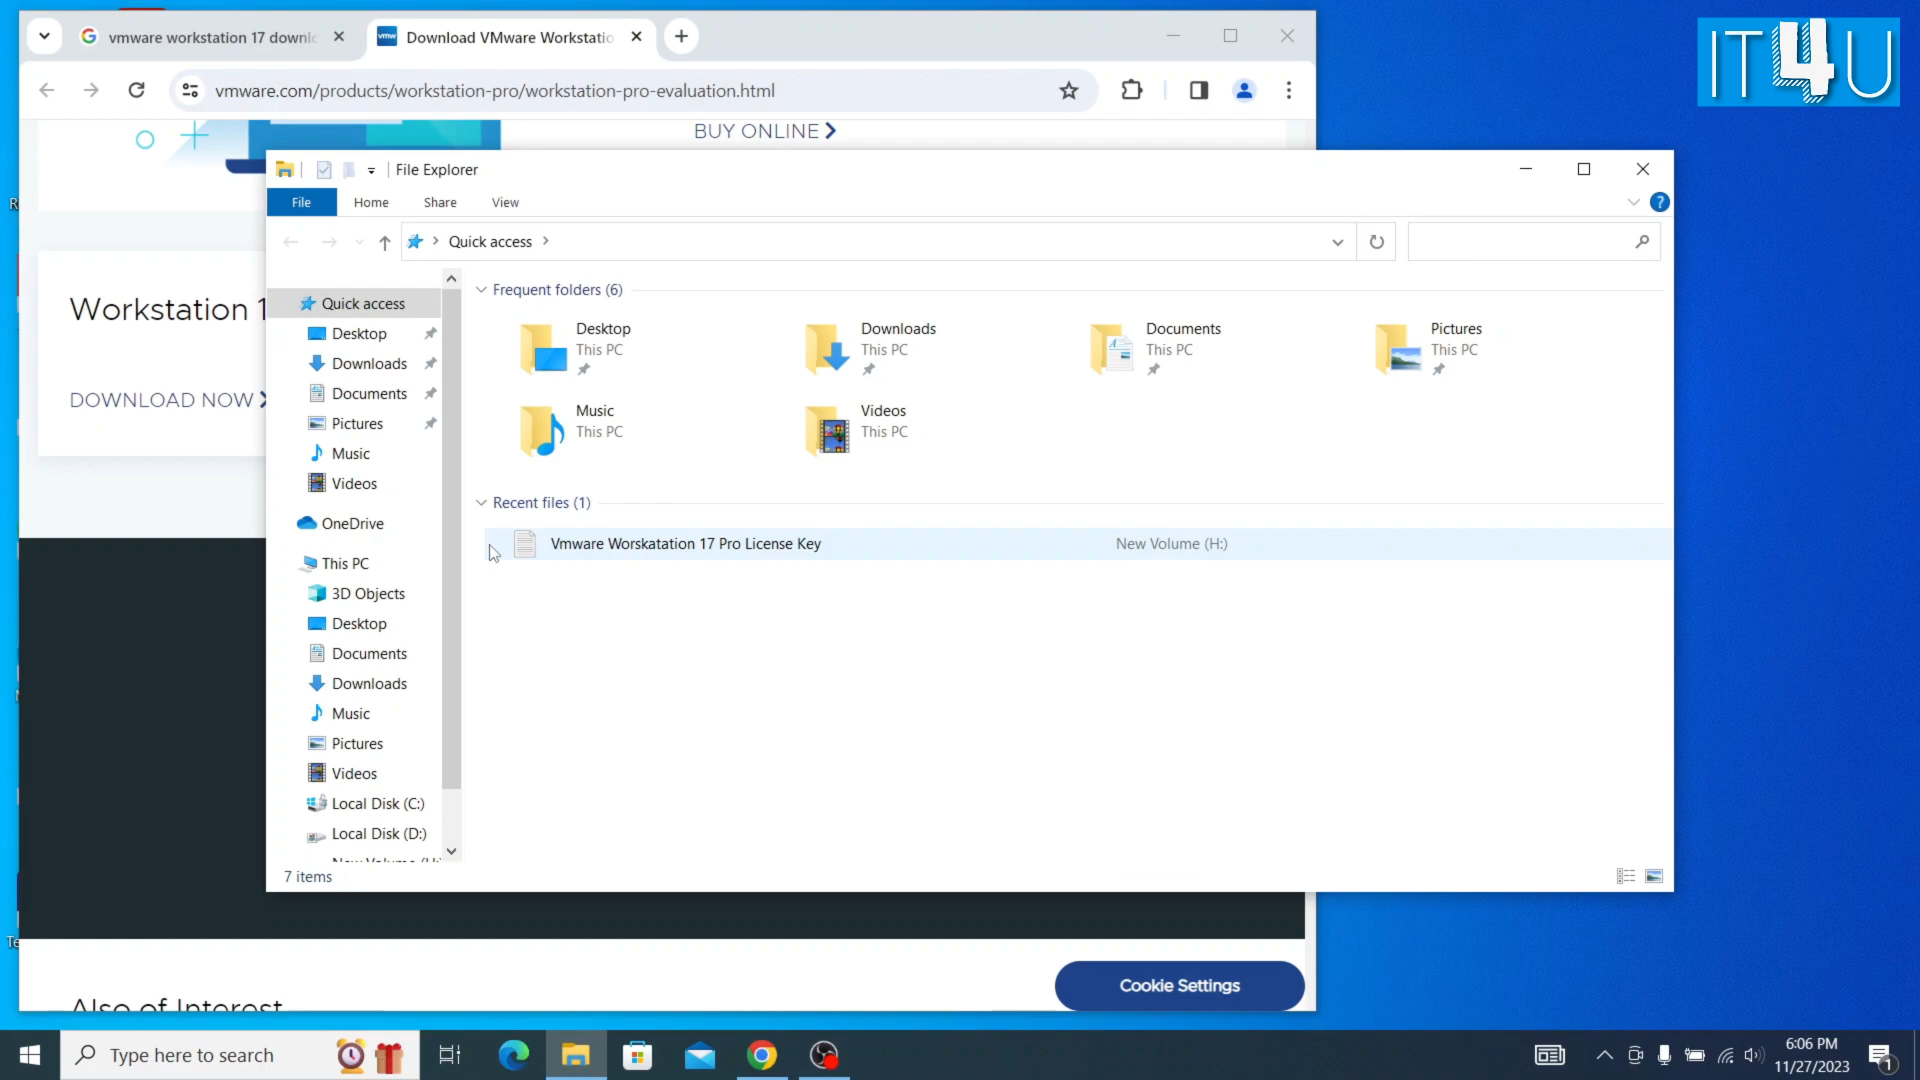 vmware workstation 17 downl
Download VMware Workstatio
IT4U
vmware.com/products/workstation-pro/workstation-pro-evaluation.html
BUY ONLINE
File Explorer
File
Home
Share
View
?
Quick access
Workstation 1
DOWNLOAD NOW
Quick access
Desktop
Downloads
Documents
Pictures
Music
Videos
OneDrive
This PC
3D Objects
Desktop
Documents
Downloads
Music
Pictures
Videos
Local Disk (C:)
Local Disk (D:)
Frequent folders (6)
Desktop
This PC
Downloads
This PC
Documents
This PC
Pictures
This PC
Music
This PC
Videos
This PC
Recent files (1)
Vmware Worskatation 17 Pro License Key
New Volume (H:)
7 items
Cookie Settings
Also of Interest
Type here to search
6:06 PM
11/27/2023
1